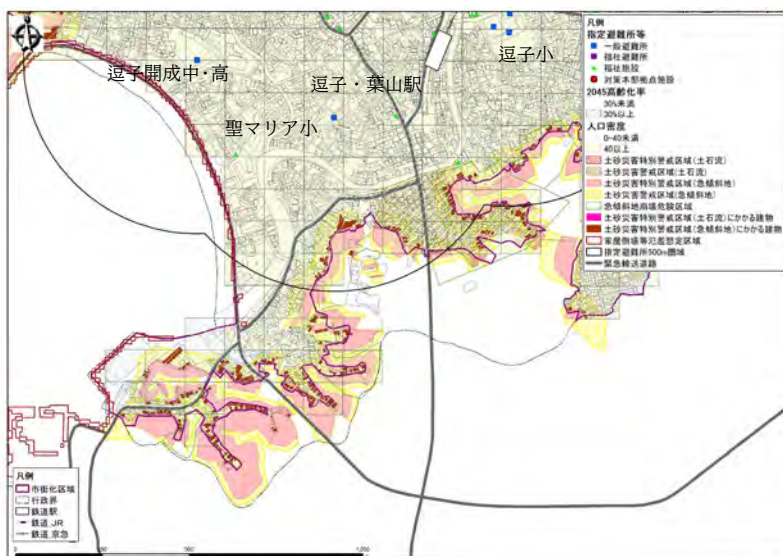 逗子小
逗子・葉山駅
逗子開成中・高
聖マリア小
凡例
指定避難所等
一般避難所
福祉避難所
福祉施設
対策本部拠点施設
2045高齢化率
30%未満
30%以上
人口密度
0-40未満
40以上
土砂災害特別警戒区域(土石流)
土砂災害警戒区域(土石流)
土砂災害特別警戒区域(急傾斜地)
土砂災害警戒区域(急傾斜地)
急傾斜地崩壊危険区域
土砂災害特別警戒区域(土石流)にかかる建物
土砂災害特別警戒区域(急傾斜地)にかかる建物
家屋倒壊等氾濫想定区域
指定避難所500m圏域
緊急輸送道路
凡例
市街化区域
行政界
鉄道駅
鉄道_JR
鉄道_京急
0
1,000